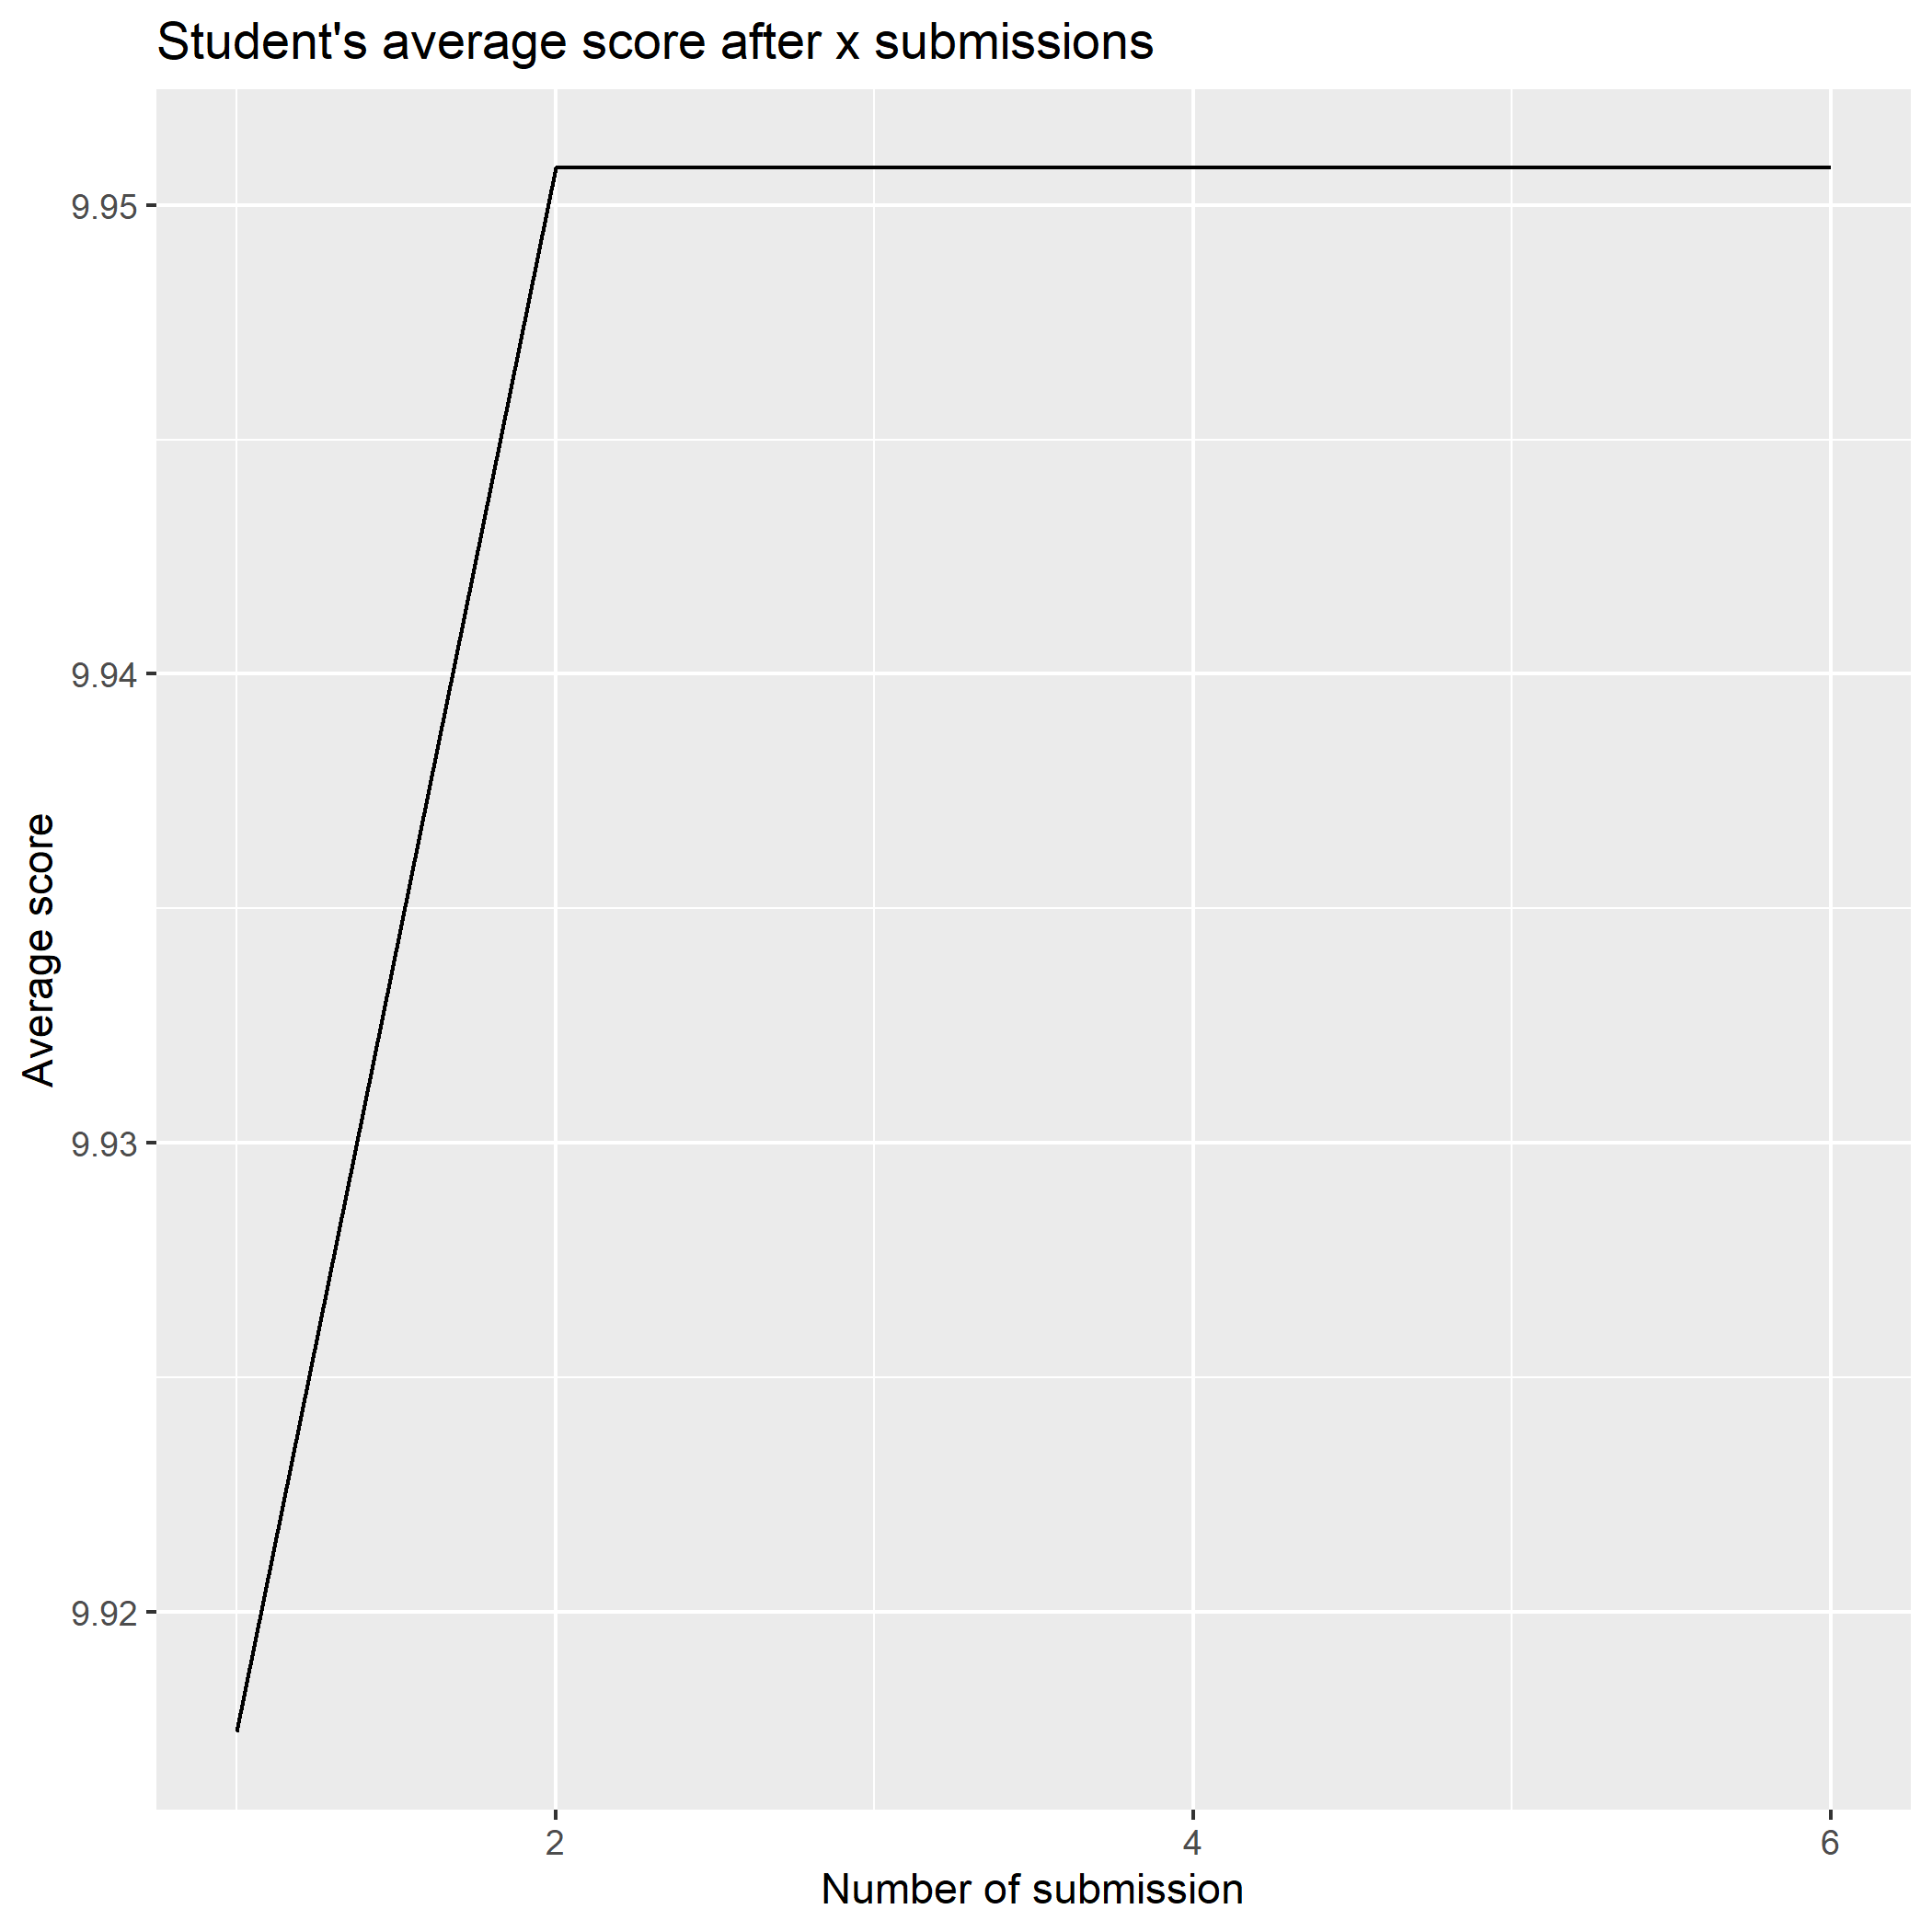 Student's average score after x submissions
9.95
9.94
9.93
9.92
Average score
2
4
6
Number of submission